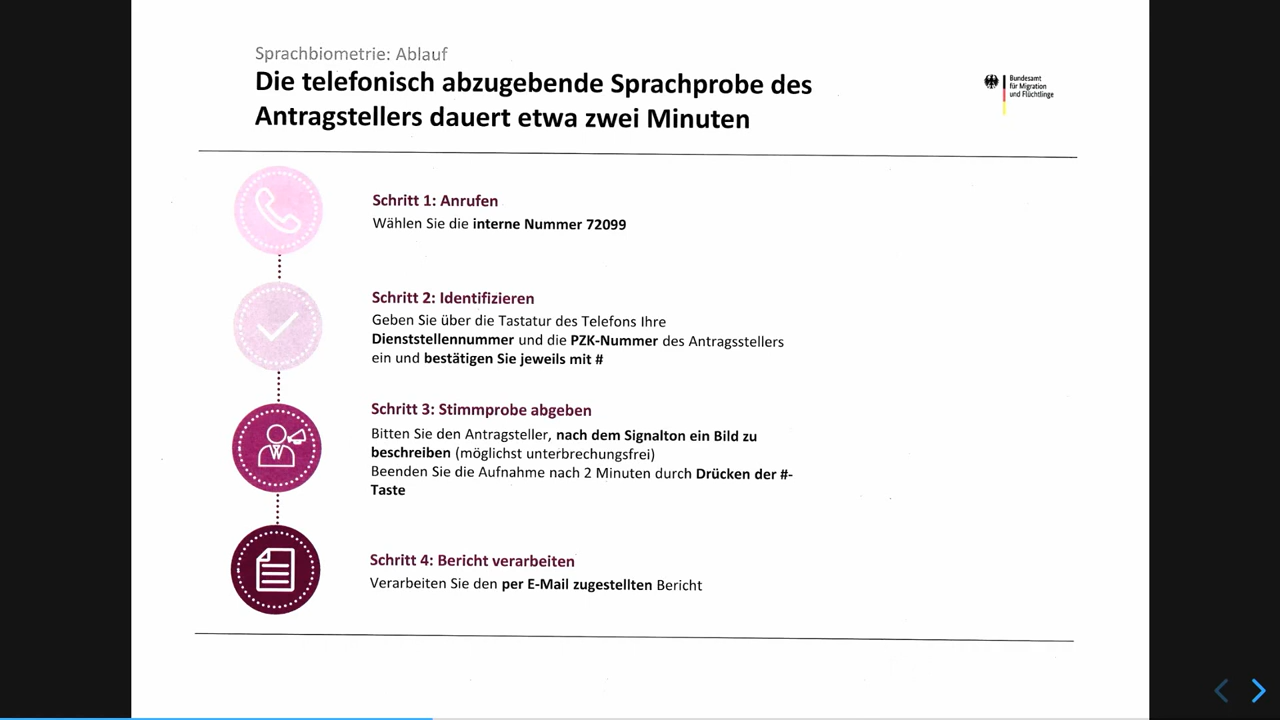 Sprachbiometrie: Ablauf
Die telefonisch abzugebende Sprachprobe des
Antragstellers dauert etwa zwei Minuten
Bundesamt
für Migration
und Flüchtlinge
Schritt 1: Anrufen
Wählen Sie die interne Nummer 72099
Schritt 2: Identifizieren
Geben Sie über die Tastatur des Telefons Ihre
Dienststellennummer und die PZK-Nummer des Antragsstellers
ein und bestätigen Sie jeweils mit #
Schritt 3: Stimmprobe abgeben
Bitten Sie den Antragsteller, nach dem Signalton ein Bild zu
beschreiben (möglichst unterbrechungsfrei)
Beenden Sie die Aufnahme nach 2 Minuten durch Drücken der #-
Taste
Schritt 4: Bericht verarbeiten
Verarbeiten Sie den per E-Mail zugestellten Bericht